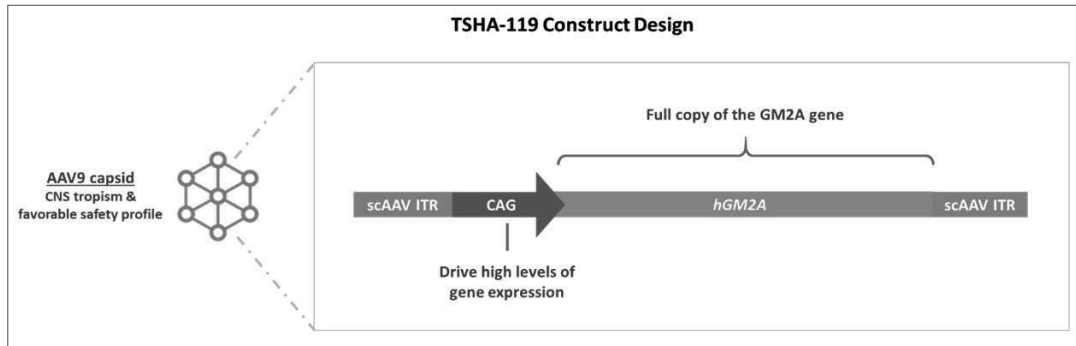 TSHA-119 Construct Design
Full copy of the GM2A gene
AAV9 capsid
CNS tropism &
favorable safety profile
scAAV ITR
CAG
hGM2A
scAAV ITR
Drive high levels of
gene expression